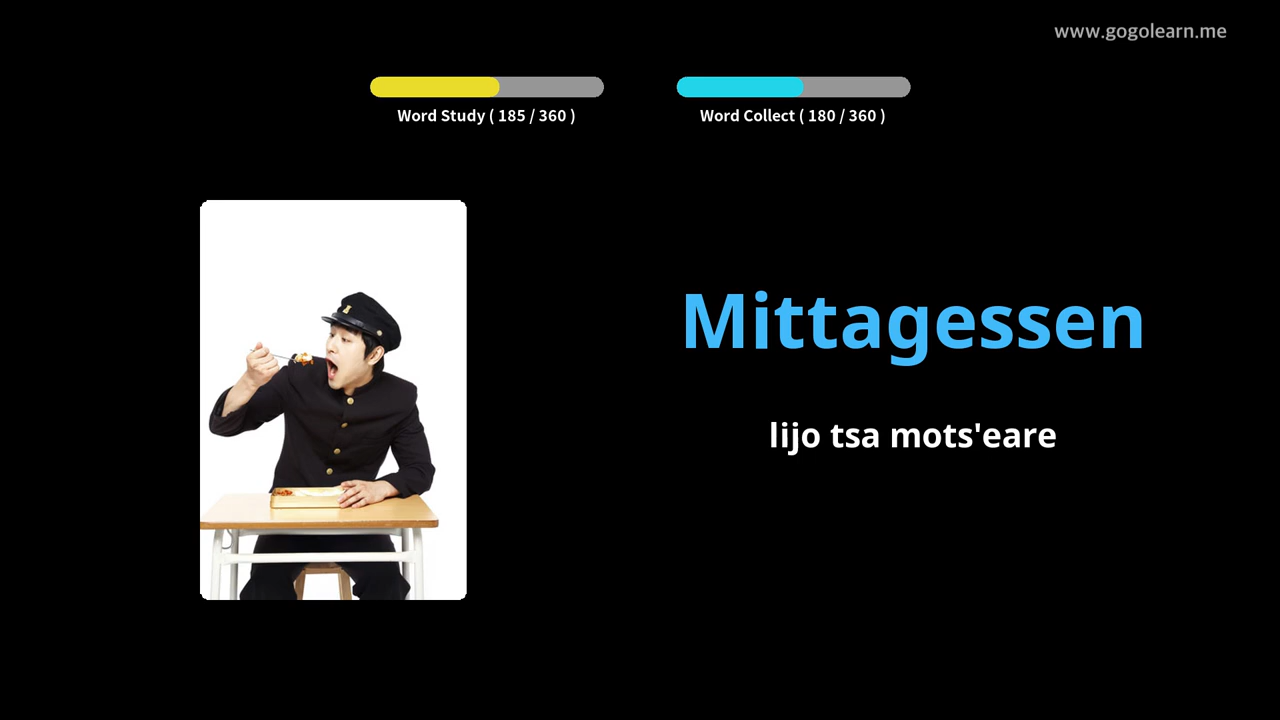 www.gogolearn.me
Word Study ( 185 / 360 )
Word Collect ( 180 / 360 )
Mittagessen
lijo tsa mots'eare